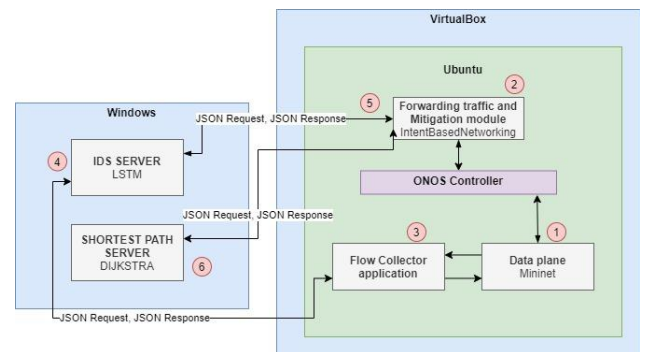 VirtualBox
Ubuntu
2
Forwarding traffic and
Mitigation module
IntentBasedNetworking
5
JSON Request, JSON Response
Windows
4
IDS SERVER
LSTM
ONOS Controller
JSON Request, JSON Response
SHORTEST PATH
SERVER
DIJKSTRA
6
3
Flow Collector
application
1
Data plane
Mininet
JSON Request, JSON Response